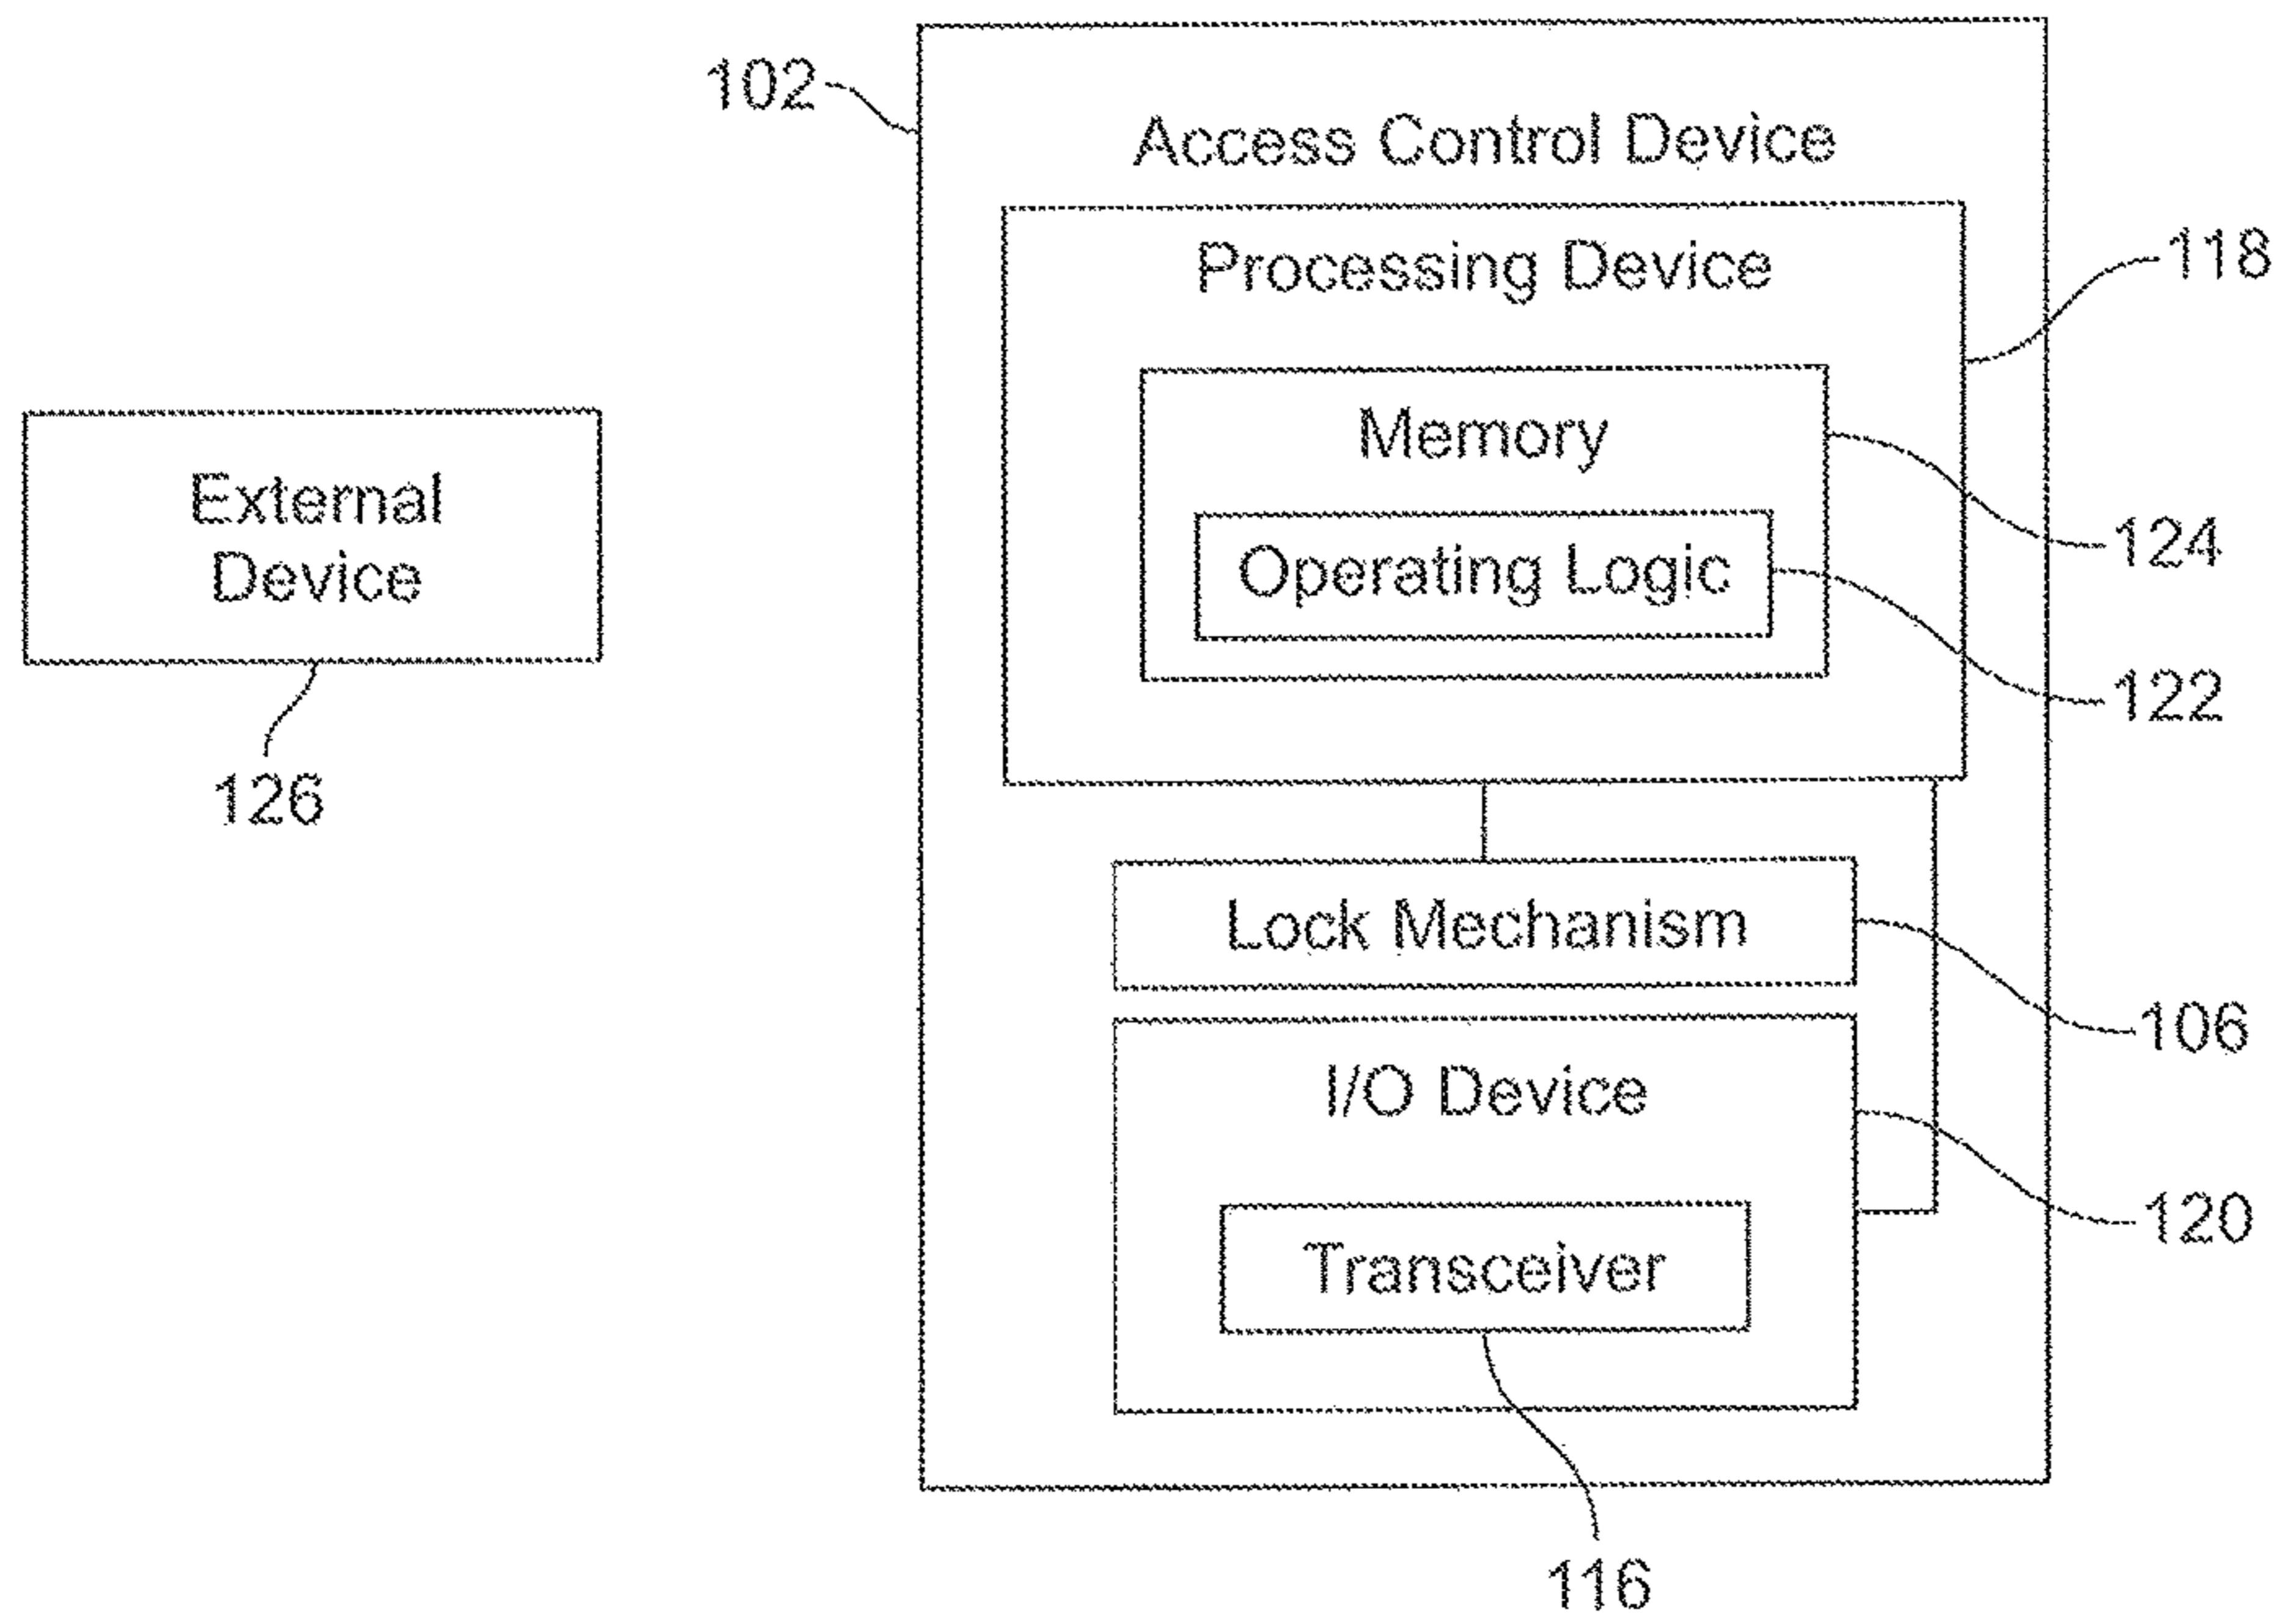 102
Access Control Device
Processing Device
118
Memory
External
Device
124
Operating Logic
122
126
Lock Mechanism
106
I/O Device
120
Transceiver
116